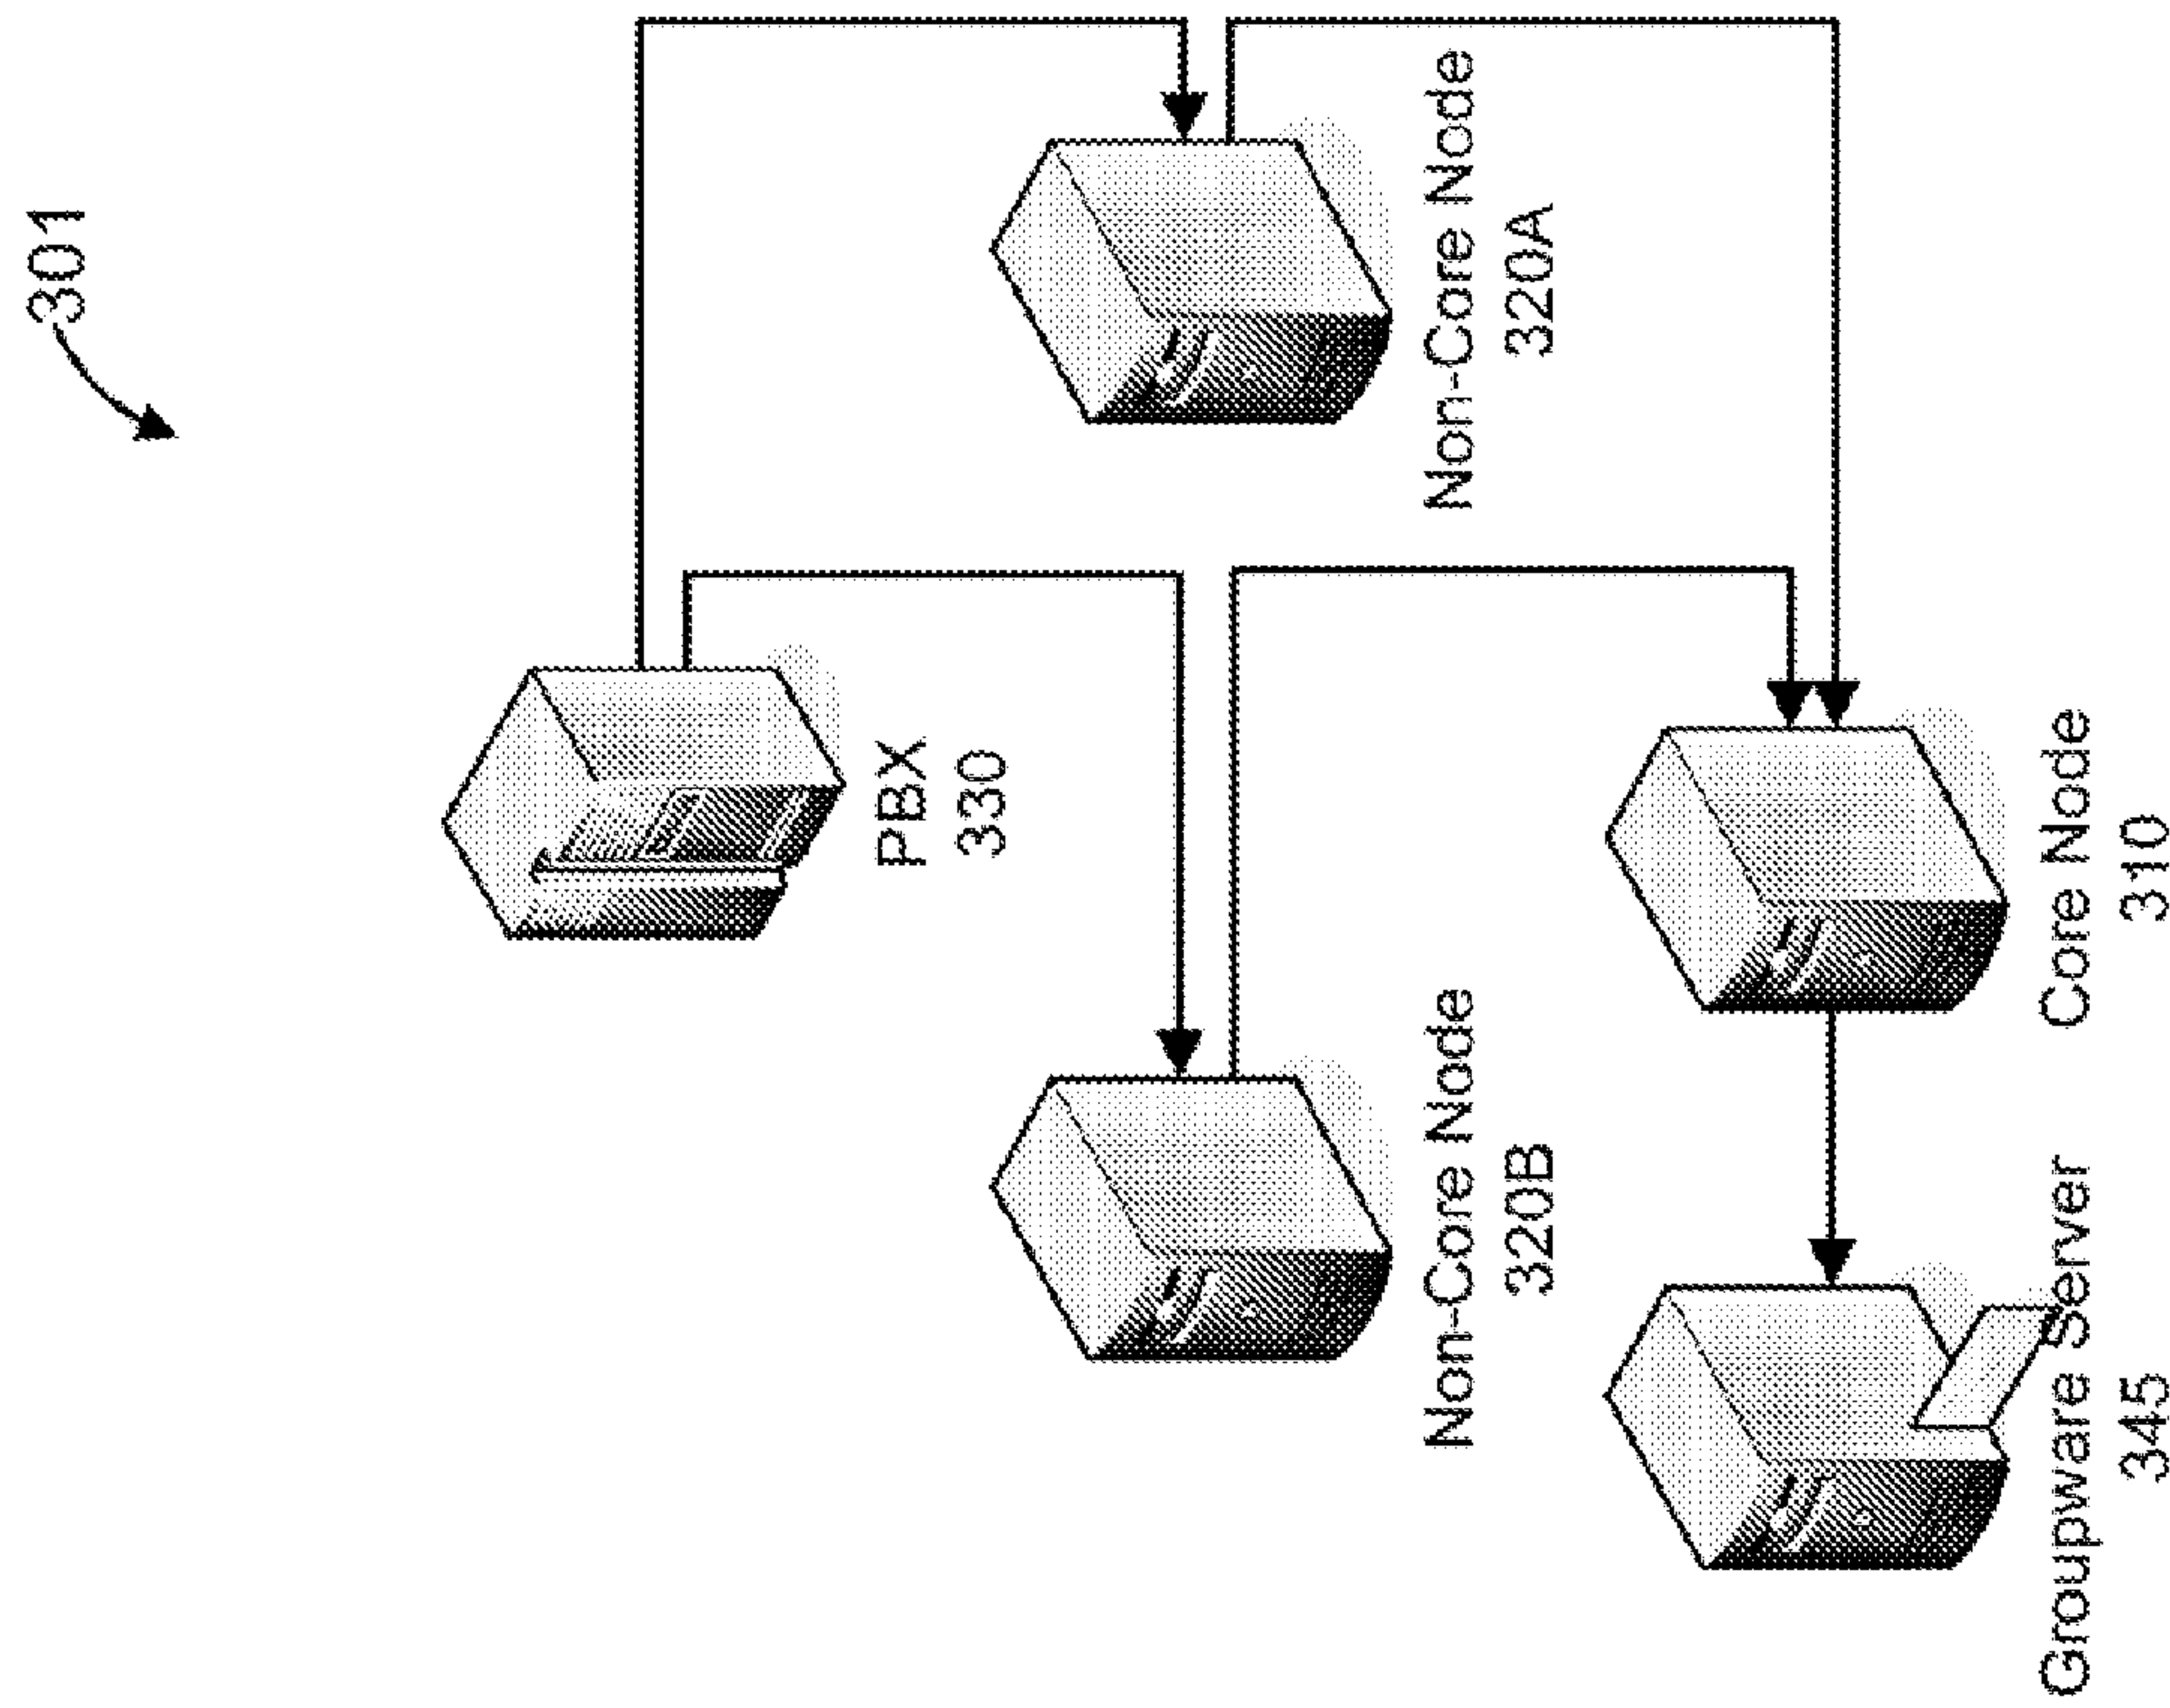 301
PBX
330
Non-Core Node
320B
Non-Core Node
320A
Groupware Server
345
Core Node
310